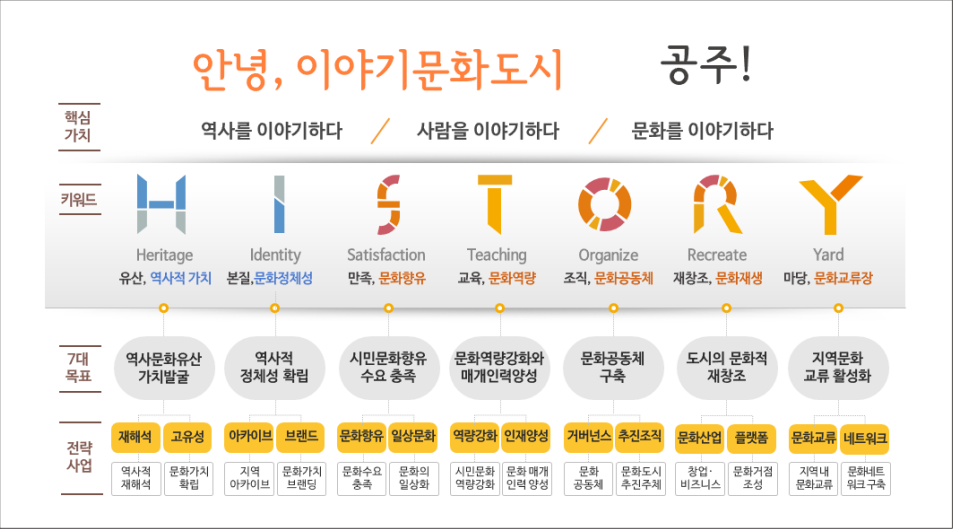 안녕, 이야기문화도시 공주!
핵심
가치
역사를 이야기하다 / 사람을 이야기하다 / 문화를 이야기하다
키워드
H I S T O R Y
Heritage Identity Satisfaction Teaching Organize Recreate Yard
유산, 역사적 가치 본질,문화정체성 만족, 문화향유 교육, 문화역량 조직, 문화공동체 재창조, 문화재생 마당, 문화교류장
7대
목표
역사문화유산
가치발굴
역사적
정체성 확립
시민문화향유
수요 충족
문화역량강화와
매개인력양성
문화공동체
구축
도시의 문화적
재창조
지역문화
교류 활성화
전략
사업
재해석 고유성 아카이브 브랜드 문화향유 일상문화 역량강화 인재양성 거버넌스 추진조직 문화산업 플랫폼 문화교류 네트워크
역사적
재해석
문화가치
확립
지역
아카이브
문화가치
브랜딩
문화수요
충족
문화의
일상화
시민문화
역량강화
문화 매개
인력 양성
문화
공동체
문화도시
추진주체
창업·
비즈니스
문화거점
조성
지역내
문화교류
문화네트
워크 구축